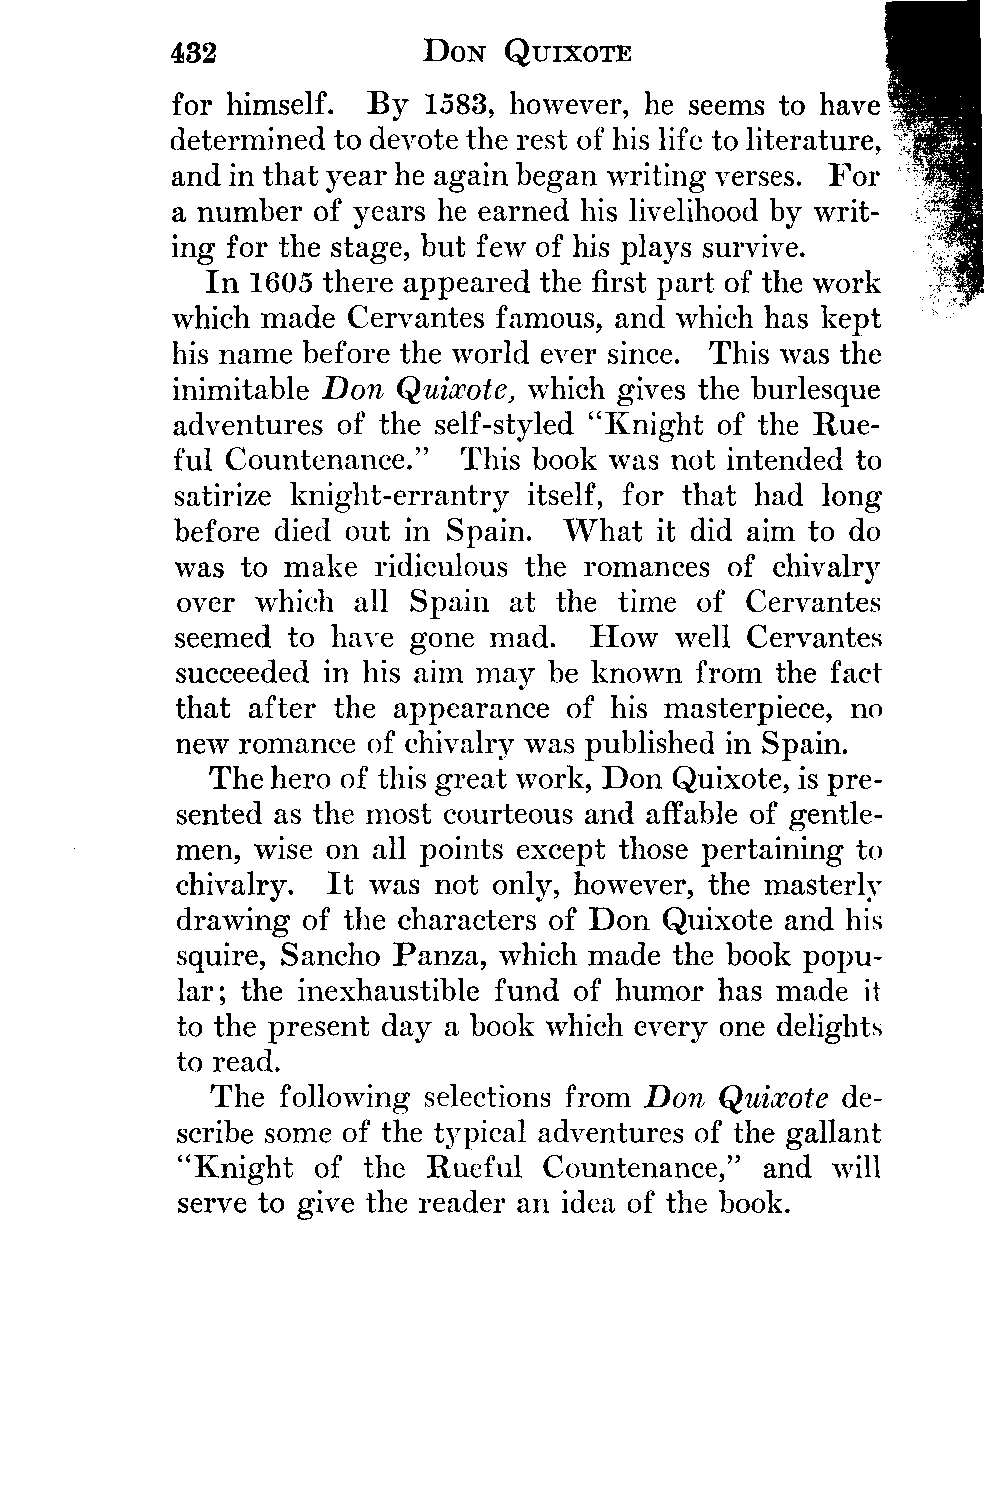 432 DON QUIXOTE
for himself. By 1583, however, he seems to have
determined to devote the rest of his life to literature,
and in that year he again began writing verses. For
a number of years he earned his livelihood by writ-
ing for the stage, but few of his plays survive.
In 1605 there appeared the first part of the work
which made Cervantes famous, and which has kept
his name before the world ever since. This was the
inimitable Don Quixote, which gives the burlesque
adventures of the self-styled “Knight of the Rue-
ful Countenance.” This book was not intended to
satirize knight-errantry itself, for that had long
before died out in Spain. What it did aim to do
was to make ridiculous the romances of chivalry
over which all Spain at the time of Cervantes
seemed to have gone mad. How well Cervantes
succeeded in his aim may be known from the fact
that after the appearance of his masterpiece, no
new romance of chivalry was published in Spain.
The hero of this great work, Don Quixote, is pre-
sented as the most courteous and affable of gentle-
men, wise on all points except those pertaining to
chivalry. It was not only, however, the masterly
drawing of the characters of Don Quixote and his
squire, Sancho Panza, which made the book popu-
lar; the inexhaustible fund of humor has made it
to the present day a book which every one delights
to read.
The following selections from Don Quixote de-
scribe some of the typical adventures of the gallant
“Knight of the Rueful Countenance,” and will
serve to give the reader an idea of the book.